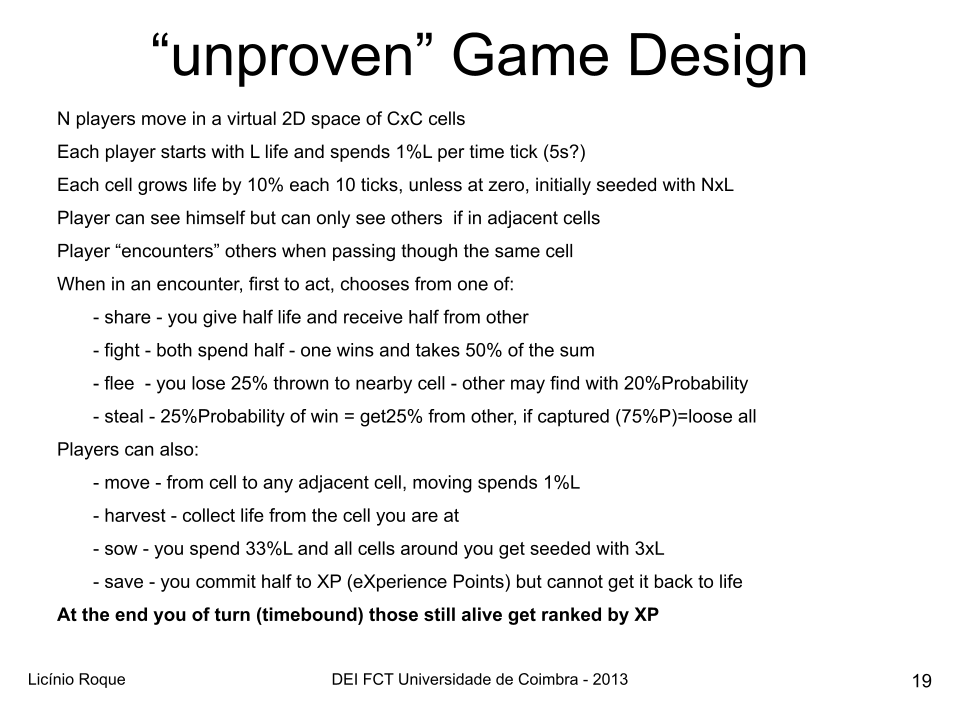 “unproven” Game Design
N players move in a virtual 2D space of CxC cells
Each player starts with L life and spends 1%L per time tick (5s?)
Each cell grows life by 10% each 10 ticks, unless at zero, initially seeded with NxL
Player can see himself but can only see others  if in adjacent cells
Player “encounters” others when passing though the same cell
When in an encounter, first to act, chooses from one of:
- share - you give half life and receive half from other
- fight - both spend half - one wins and takes 50% of the sum
- flee  - you lose 25% thrown to nearby cell - other may find with 20%Probability
- steal - 25%Probability of win = get25% from other, if captured (75%P)=loose all
Players can also:
- move - from cell to any adjacent cell, moving spends 1%L
- harvest - collect life from the cell you are at
- sow - you spend 33%L and all cells around you get seeded with 3xL
- save - you commit half to XP (eXperience Points) but cannot get it back to life
At the end you of turn (timebound) those still alive get ranked by XP
Licínio Roque
DEI FCT Universidade de Coimbra - 2013
19